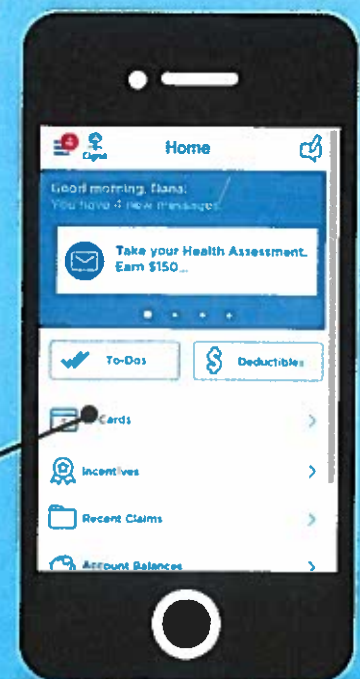 Cigna
Home
Good morning, Dana!
You have 4 new messages.
Take your Health Assessment.
Earn $150...
To-Dos
Deductibles
Cards
Incentives
Recent Claims
Account Balances